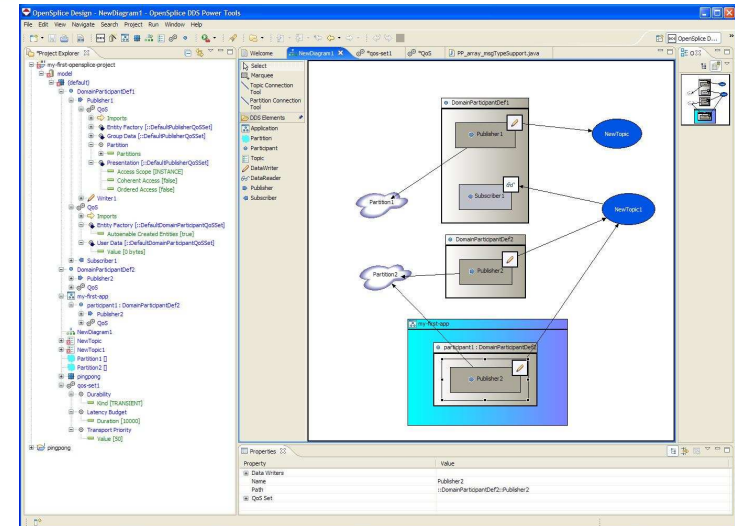 OpenSplice Design - NewDiagram1 - OpenSplice DDS Power Tools
File Edit View Navigate Search Project Run Window Help
OpenSplice D...
*Project Explorer
my-first-opensplice-project
model
(default)
DomainParticipantDef1
Publisher1
QoS
Imports
Entity Factory [::DefaultPublisherQoSSet]
Group Data [::DefaultPublisherQoSSet]
Partition
Partitions
Presentation [::DefaultPublisherQoSSet]
Access Scope [INSTANCE]
Coherent Access [false]
Ordered Access [false]
Writer1
QoS
Imports
Entity Factory [::DefaultDomainParticipantQoSSet]
Autoenable Created Entities [true]
User Data [::DefaultDomainParticipantQoSSet]
Value [0 bytes]
Subscriber1
DomainParticipantDef2
Publisher2
QoS
my-first-app
participant1 : DomainParticipantDef2
Publisher2
QoS
NewDiagram1
NewTopic
NewTopic1
Partition1 []
Partition2 []
pingpong
qos-set1
Durability
Kind [TRANSIENT]
Latency Budget
Duration [10000]
Transport Priority
Value [50]
pingpong
Welcome
NewDiagram1
*qos-set1
*QoS
PP_array_msgTypeSupport.java
Select
Marquee
Topic Connection
Tool
Partition Connection
Tool
DDS Elements
Application
Partition
Participant
Topic
DataWriter
DataReader
Publisher
Subscriber
DomainParticipantDef1
Publisher1
NewTopic
Partition1
Subscriber1
NewTopic1
DomainParticipantDef2
Publisher2
Partition2
my-first-app
participant1 : DomainParticipantDef2
Publisher2
Properties
Property Value
Data Writers
Name Publisher2
Path ::DomainParticipantDef2::Publisher2
QoS Set